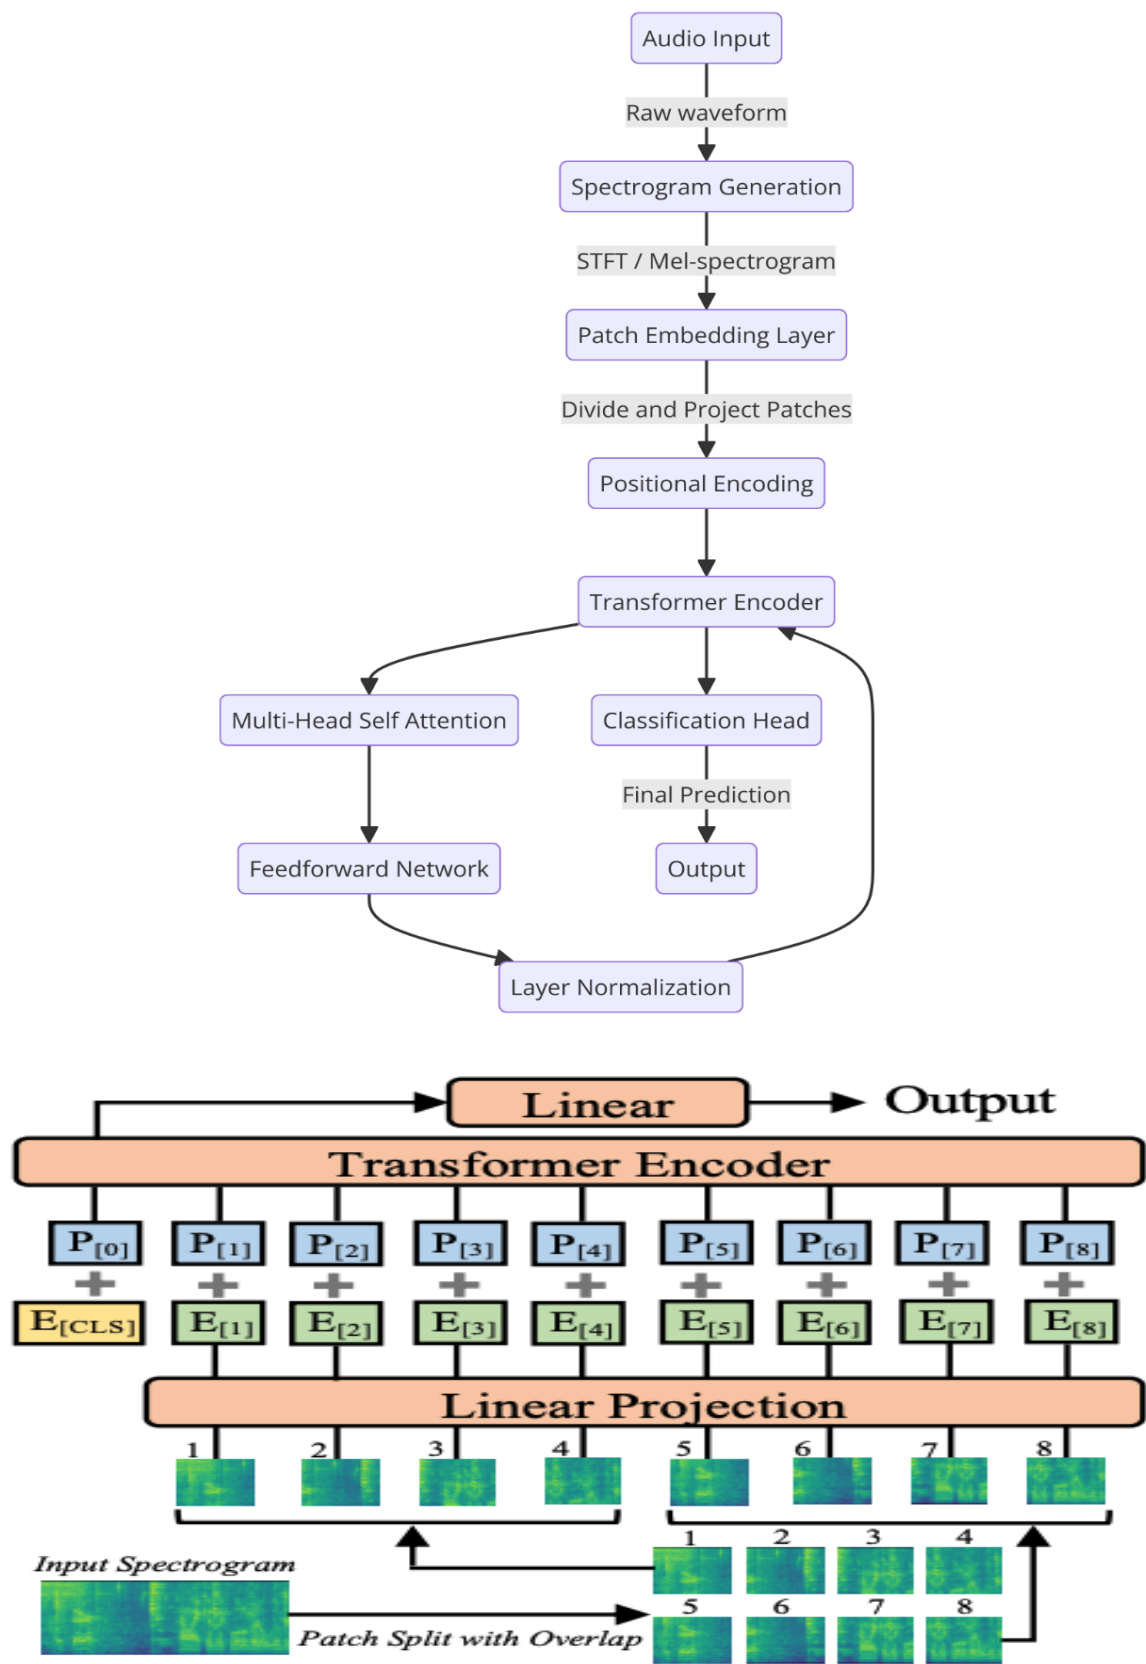 Audio Input
Raw waveform
Spectrogram Generation
STFT / Mel-spectrogram
Patch Embedding Layer
Divide and Project Patches
Positional Encoding
Transformer Encoder
Multi-Head Self Attention
Classification Head
Final Prediction
Feedforward Network
Output
Layer Normalization
Linear
Output
Transformer Encoder
P[0] P[1] P[2] P[3] P[4] P[5] P[6] P[7] P[8]
+ + + + + + + + +
E[CLS] E[1] E[2] E[3] E[4] E[5] E[6] E[7] E[8]
Linear Projection
1 2 3 4 5 6 7 8
1 2 3 4
Input Spectrogram
5 6 7 8
Patch Split with Overlap